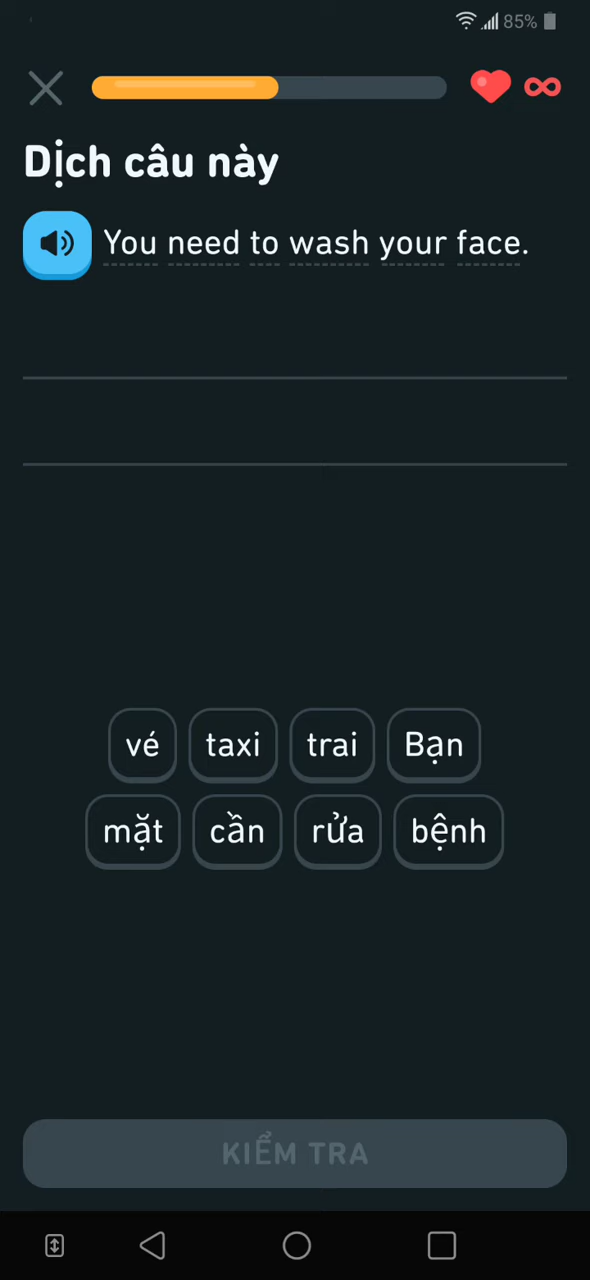 85%
Dịch câu này
You need to wash your face.
vé taxi trai Bạn
mặt cần rửa bệnh
KIỂM TRA